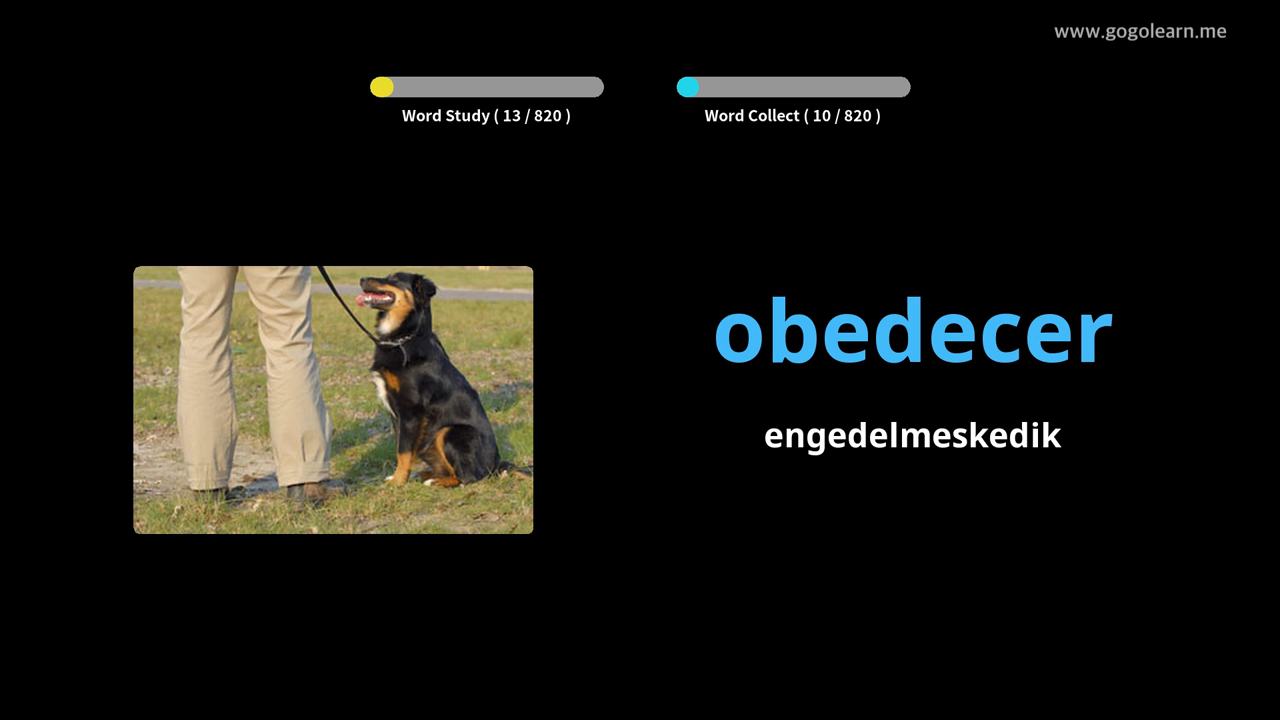 www.gogolearn.me
Word Study ( 13 / 820 )
Word Collect ( 10 / 820 )
obedecer
engedelmeskedik